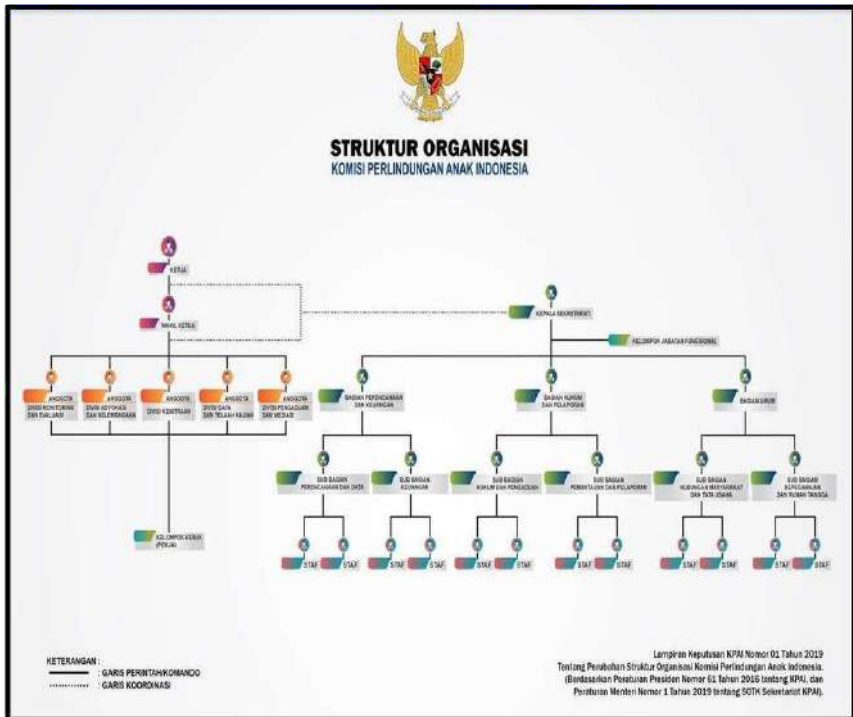 STRUKTUR ORGANISASI
KOMISI PERLINDUNGAN ANAK INDONESIA
KETUA
WAKIL KETUA
KEPALA SEKRETARIAT
KELOMPOK JABATAN FUNGSIONAL
ANGGOTA
DIVISI MONITORING
DAN EVALUASI
ANGGOTA
DIVISI ADVOKASI
DAN KELEMBAGAAN
ANGGOTA
DIVISI KEMITRAAN
ANGGOTA
DIVISI DATA
DAN TELAAH KAJIAN
ANGGOTA
DIVISI PENGADUAN
DAN MEDIASI
BAGIAN PERENCANAAN
DAN KEUANGAN
BAGIAN HUKUM
DAN PELAPORAN
BAGIAN UMUM
SUB BAGIAN
PERENCANAAN DAN DATA
SUB BAGIAN
KEUANGAN
SUB BAGIAN
HUKUM DAN PENGADUAN
SUB BAGIAN
PEMANTAUAN DAN PELAPORAN
SUB BAGIAN
HUBUNGAN MASYARAKAT
DAN TATA USAHA
SUB BAGIAN
KEPEGAWAIAN
DAN RUMAH TANGGA
KELOMPOK KERJA
(POKJA)
STAF
STAF
STAF
STAF
STAF
STAF
STAF
STAF
STAF
STAF
STAF
STAF
KETERANGAN :
: GARIS PERINTAH/KOMANDO
: GARIS KOORDINASI
Lampiran Keputusan KPAI Nomor 01 Tahun 2019
Tentang Perubahan Struktur Organisasi Komisi Perlindungan Anak Indonesia.
(Berdasarkan Peraturan Presiden Nomor 61 Tahun 2016 tentang KPAI, dan
Peraturan Menteri Nomor 1 Tahun 2019 tentang SOTK Sekretariat KPAI).